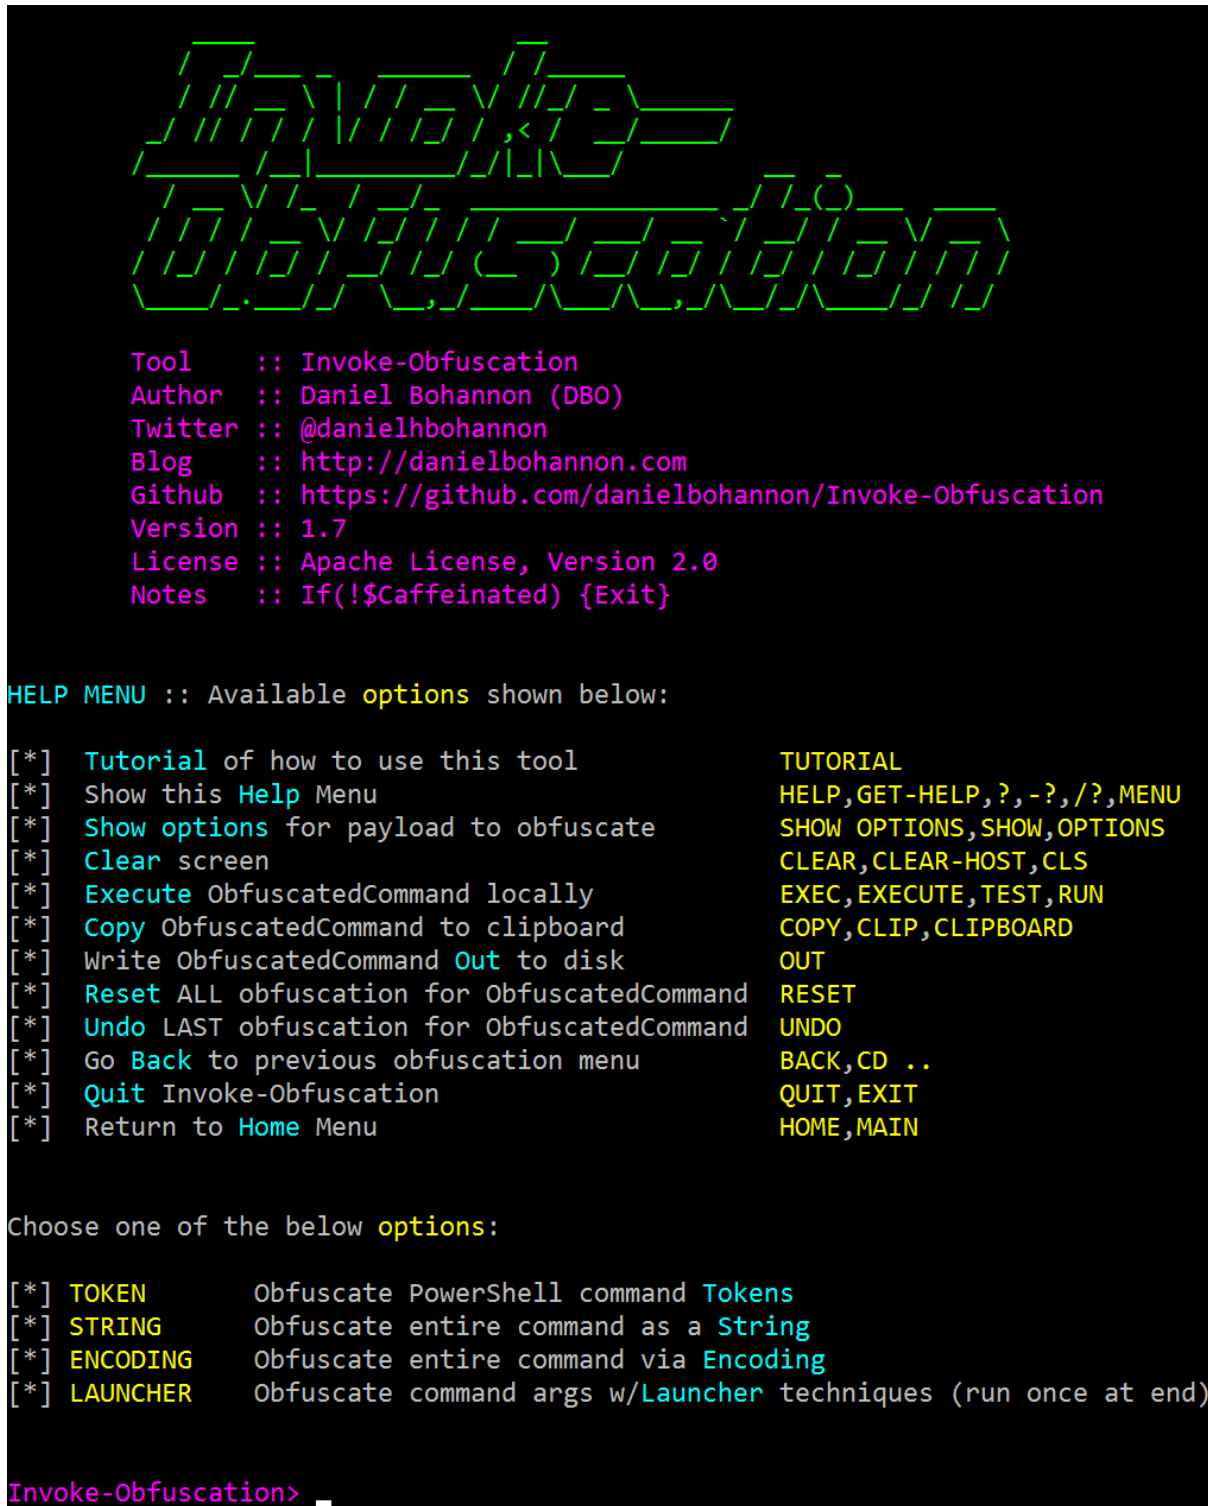 Invoke-
Obfuscation
Tool    :: Invoke-Obfuscation
Author  :: Daniel Bohannon (DBO)
Twitter :: @danielhbohannon
Blog    :: http://danielbohannon.com
Github  :: https://github.com/danielbohannon/Invoke-Obfuscation
Version :: 1.7
License :: Apache License, Version 2.0
Notes   :: If(!$Caffeinated) {Exit}
HELP MENU :: Available options shown below:
[*]  Tutorial of how to use this tool             TUTORIAL
[*]  Show this Help Menu                          HELP,GET-HELP,?,-?,/?,MENU
[*]  Show options for payload to obfuscate        SHOW OPTIONS,SHOW,OPTIONS
[*]  Clear screen                                 CLEAR,CLEAR-HOST,CLS
[*]  Execute ObfuscatedCommand locally            EXEC,EXECUTE,TEST,RUN
[*]  Copy ObfuscatedCommand to clipboard          COPY,CLIP,CLIPBOARD
[*]  Write ObfuscatedCommand Out to disk          OUT
[*]  Reset ALL obfuscation for ObfuscatedCommand  RESET
[*]  Undo LAST obfuscation for ObfuscatedCommand  UNDO
[*]  Go Back to previous obfuscation menu         BACK,CD ..
[*]  Quit Invoke-Obfuscation                      QUIT,EXIT
[*]  Return to Home Menu                          HOME,MAIN
Choose one of the below options:
[*] TOKEN       Obfuscate PowerShell command Tokens
[*] STRING      Obfuscate entire command as a String
[*] ENCODING    Obfuscate entire command via Encoding
[*] LAUNCHER    Obfuscate command args w/Launcher techniques (run once at end)
Invoke-Obfuscation> _